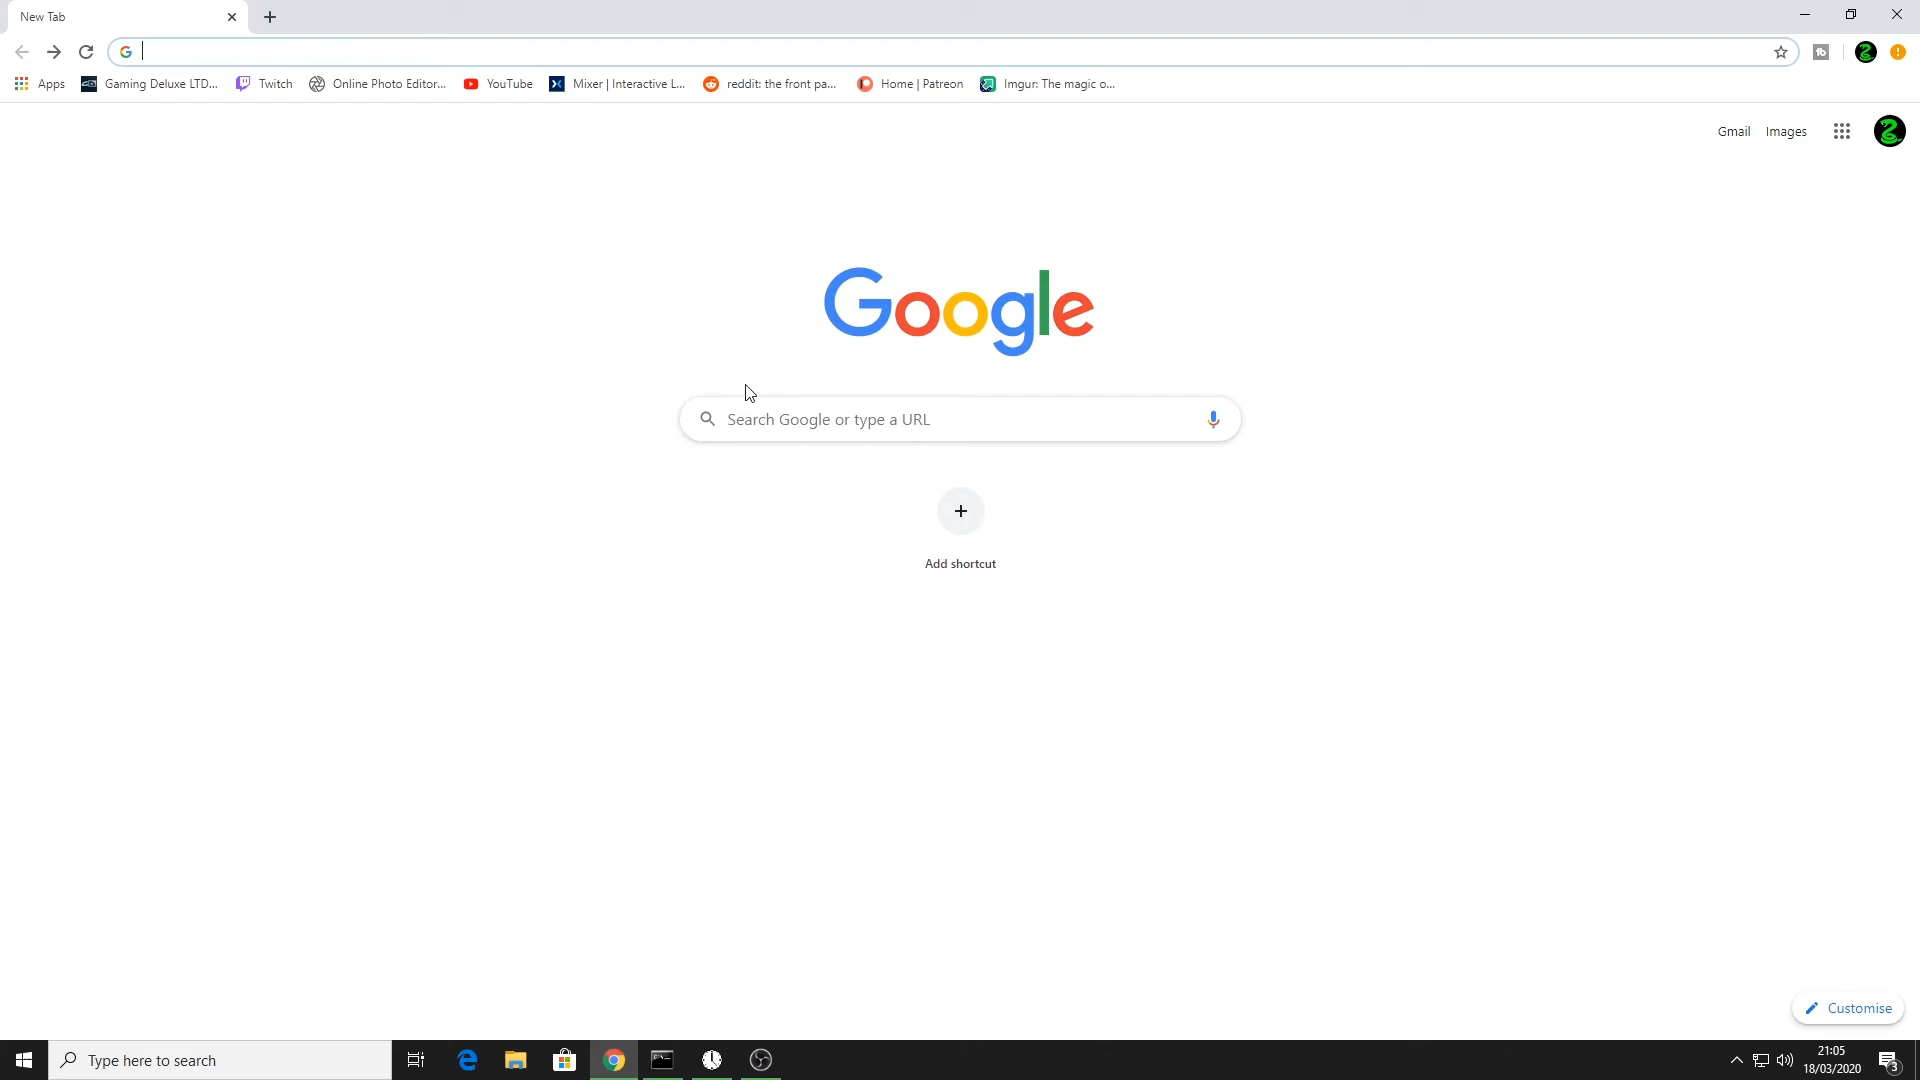 New Tab
Apps Gaming Deluxe LTD... Twitch Online Photo Editor... YouTube Mixer | Interactive L... reddit: the front pa... Home | Patreon Imgur: The magic o...
Gmail Images
Google
Search Google or type a URL
Add shortcut
Customise
Type here to search
21:05
18/03/2020
3